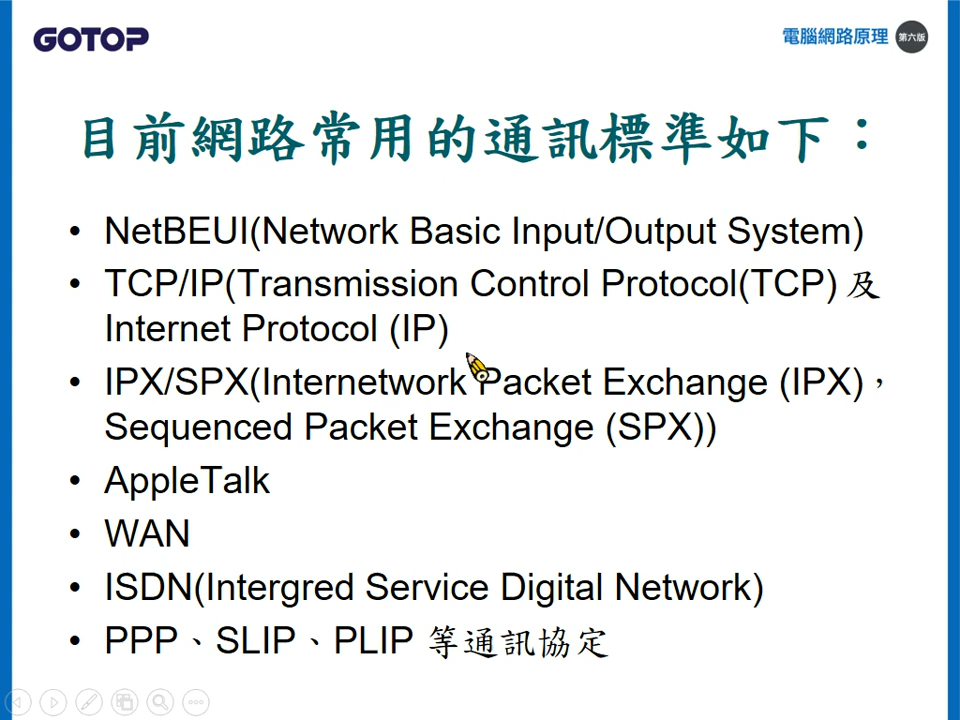 GOTOP
電腦網路原理 第六版
目前網路常用的通訊標準如下：
• NetBEUI(Network Basic Input/Output System)
• TCP/IP(Transmission Control Protocol(TCP) 及
Internet Protocol (IP)
• IPX/SPX(Internetwork Packet Exchange (IPX)，
Sequenced Packet Exchange (SPX))
• AppleTalk
• WAN
• ISDN(Intergred Service Digital Network)
• PPP、SLIP、PLIP 等通訊協定